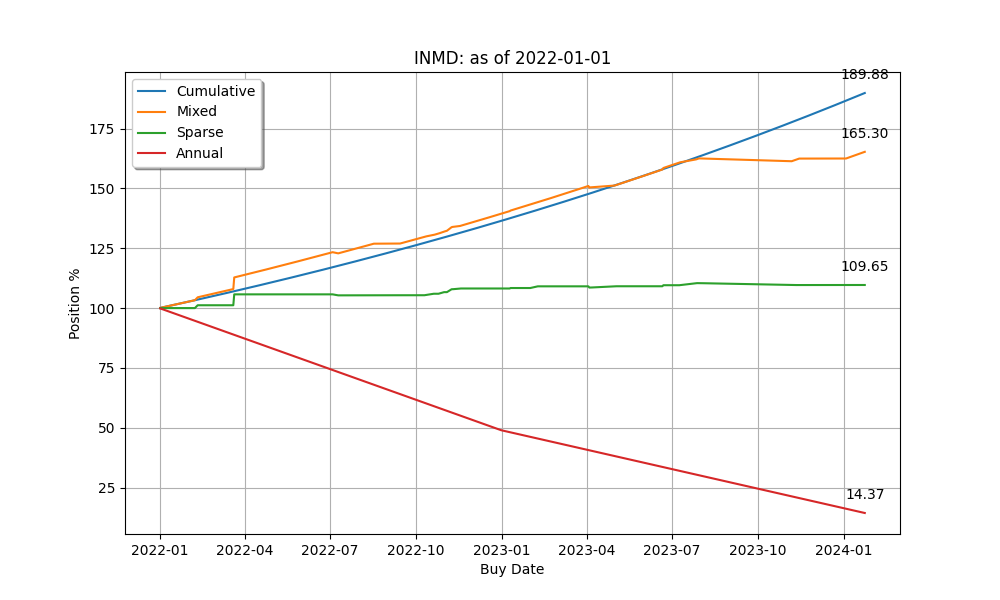 INMD: as of 2022-01-01
Cumulative
Mixed
Sparse
Annual
189.88
165.30
109.65
14.37
175
150
125
100
75
50
25
Position %
2022-01 2022-04 2022-07 2022-10 2023-01 2023-04 2023-07 2023-10 2024-01
Buy Date